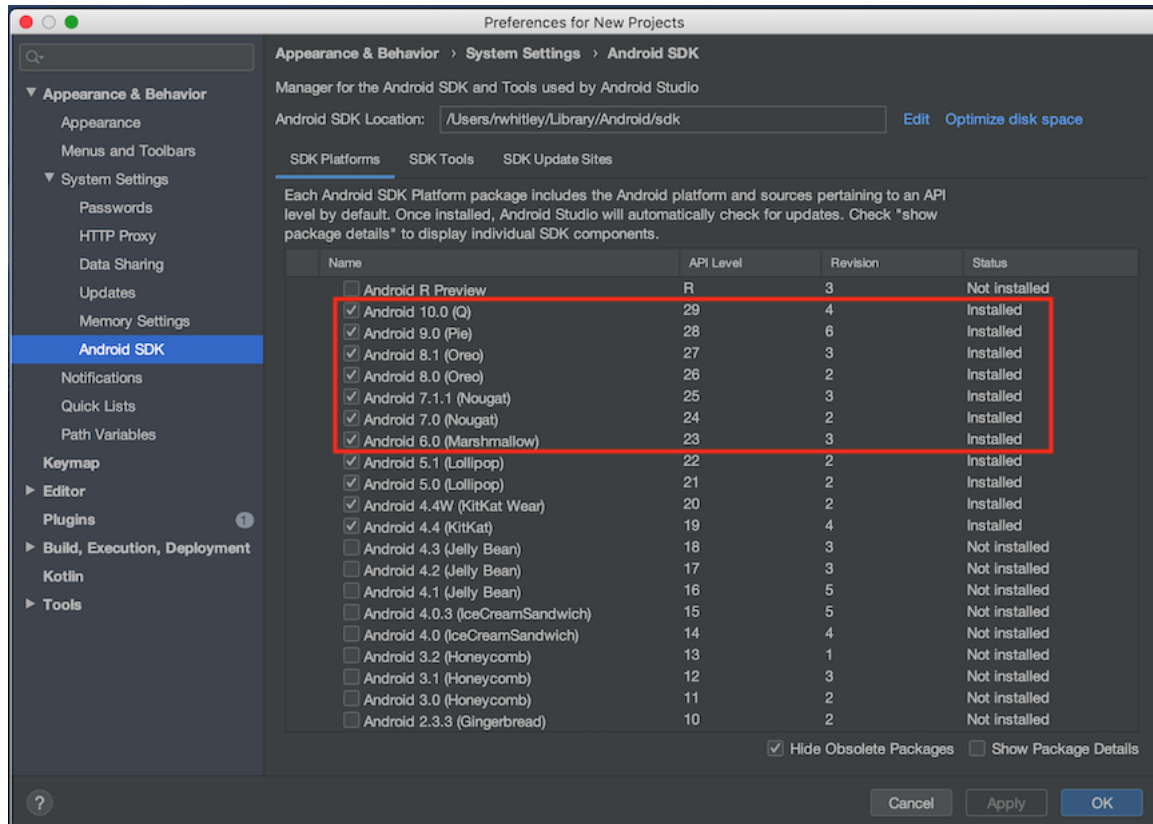 Preferences for New Projects
Appearance & Behavior
Appearance
Menus and Toolbars
System Settings
Passwords
HTTP Proxy
Data Sharing
Updates
Memory Settings
Android SDK
Notifications
Quick Lists
Path Variables
Keymap
Editor
Plugins 1
Build, Execution, Deployment
Kotlin
Tools
Appearance & Behavior › System Settings › Android SDK
Manager for the Android SDK and Tools used by Android Studio
Android SDK Location: /Users/rwhitley/Library/Android/sdk Edit Optimize disk space
SDK Platforms SDK Tools SDK Update Sites
Each Android SDK Platform package includes the Android platform and sources pertaining to an API
level by default. Once installed, Android Studio will automatically check for updates. Check "show
package details" to display individual SDK components.
Name API Level Revision Status
Android R Preview R 3 Not installed
Android 10.0 (Q) 29 4 Installed
Android 9.0 (Pie) 28 6 Installed
Android 8.1 (Oreo) 27 3 Installed
Android 8.0 (Oreo) 26 2 Installed
Android 7.1.1 (Nougat) 25 3 Installed
Android 7.0 (Nougat) 24 2 Installed
Android 6.0 (Marshmallow) 23 3 Installed
Android 5.1 (Lollipop) 22 2 Installed
Android 5.0 (Lollipop) 21 2 Installed
Android 4.4W (KitKat Wear) 20 2 Installed
Android 4.4 (KitKat) 19 4 Installed
Android 4.3 (Jelly Bean) 18 3 Not installed
Android 4.2 (Jelly Bean) 17 3 Not installed
Android 4.1 (Jelly Bean) 16 5 Not installed
Android 4.0.3 (IceCreamSandwich) 15 5 Not installed
Android 4.0 (IceCreamSandwich) 14 4 Not installed
Android 3.2 (Honeycomb) 13 1 Not installed
Android 3.1 (Honeycomb) 12 3 Not installed
Android 3.0 (Honeycomb) 11 2 Not installed
Android 2.3.3 (Gingerbread) 10 2 Not installed
Hide Obsolete Packages Show Package Details
? Cancel Apply OK